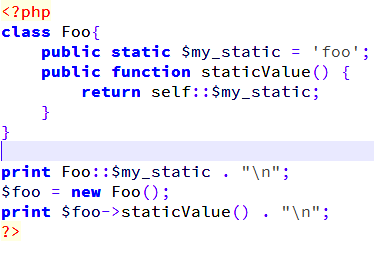 <?php
class Foo{
    public static $my_static = 'foo';
    public function staticValue() {
        return self::$my_static;
    }
}
print Foo::$my_static . "\n";
$foo = new Foo();
print $foo->staticValue() . "\n";
?>